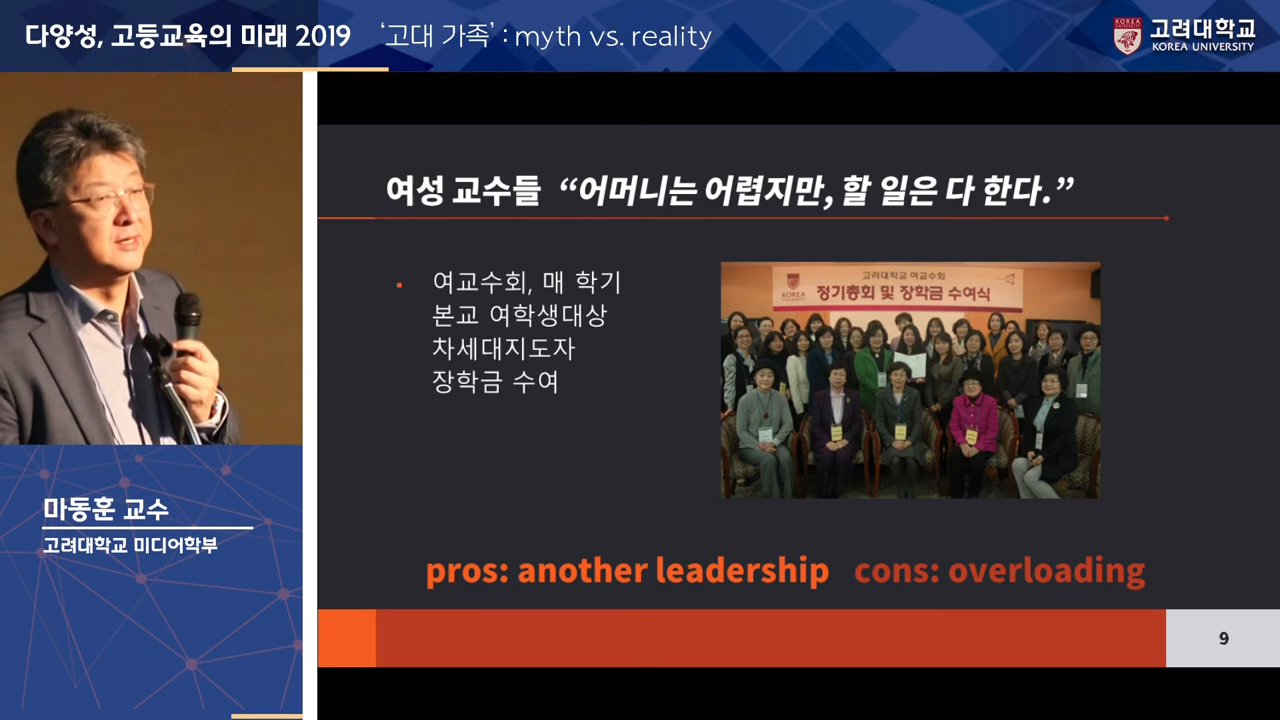 다양성, 고등교육의 미래 2019
‘고대 가족’ : myth vs. reality
KOREA UNIVERSITY
고려대학교
KOREA UNIVERSITY
여성 교수들 “어머니는 어렵지만, 할 일은 다 한다.”
▪ 여교수회, 매 학기
본교 여학생대상
차세대지도자
장학금 수여
고려대학교 여교수회
KOREA
정기총회 및 장학금 수여식
마동훈 교수
고려대학교 미디어학부
pros: another leadership cons: overloading
9